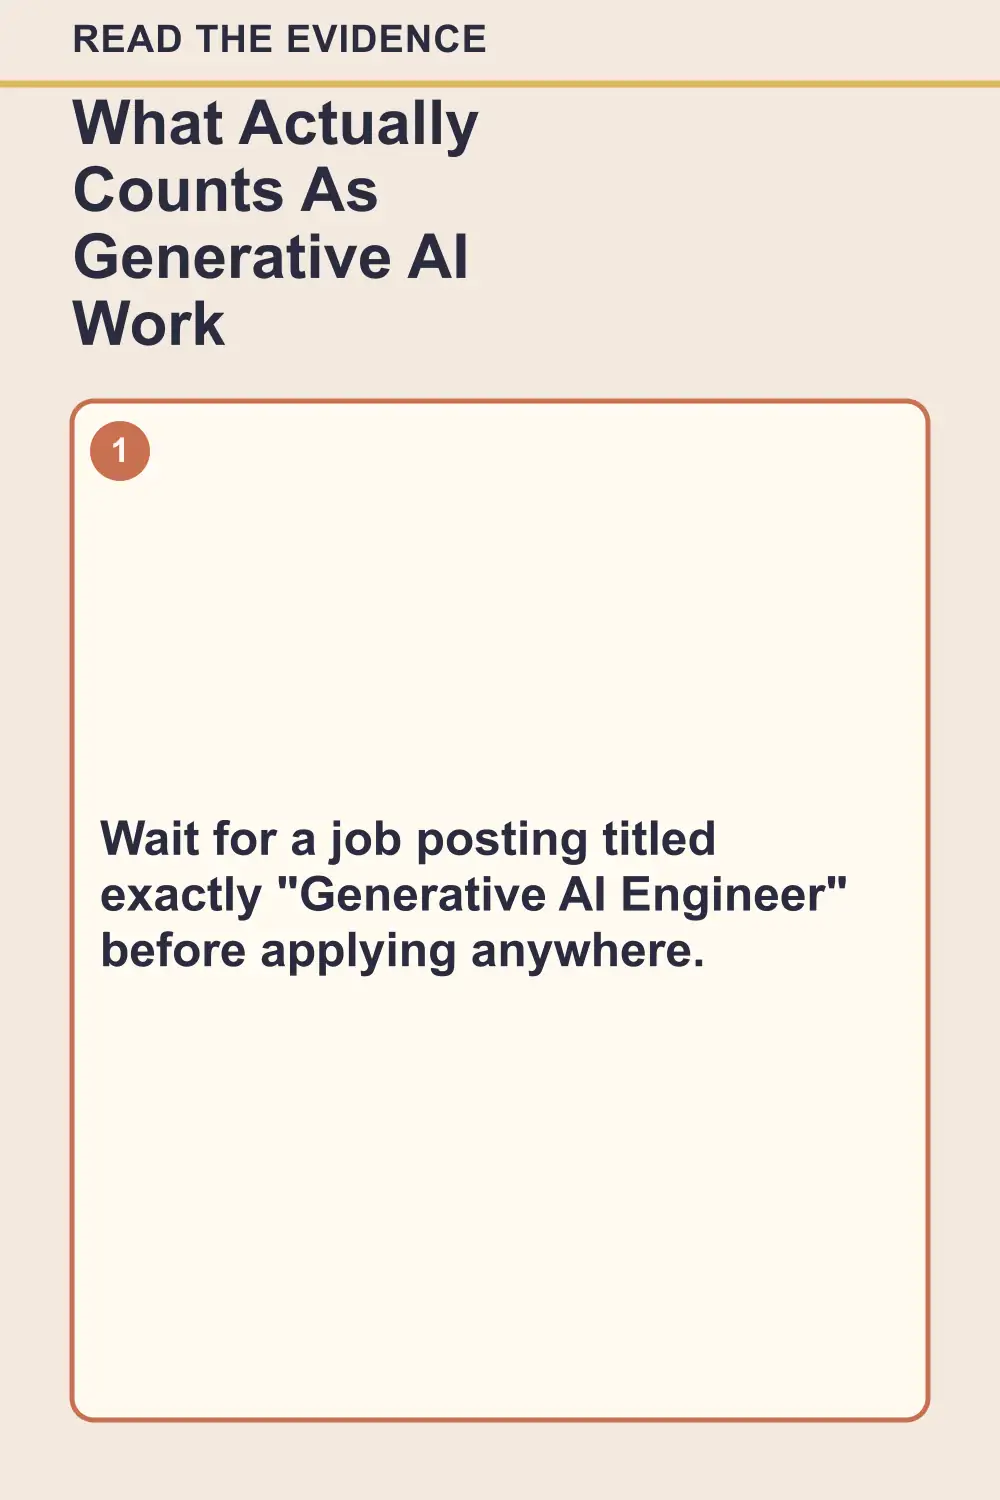 READ THE EVIDENCE
What Actually
Counts As
Generative AI
Work
1
Wait for a job posting titled
exactly "Generative AI Engineer"
before applying anywhere.